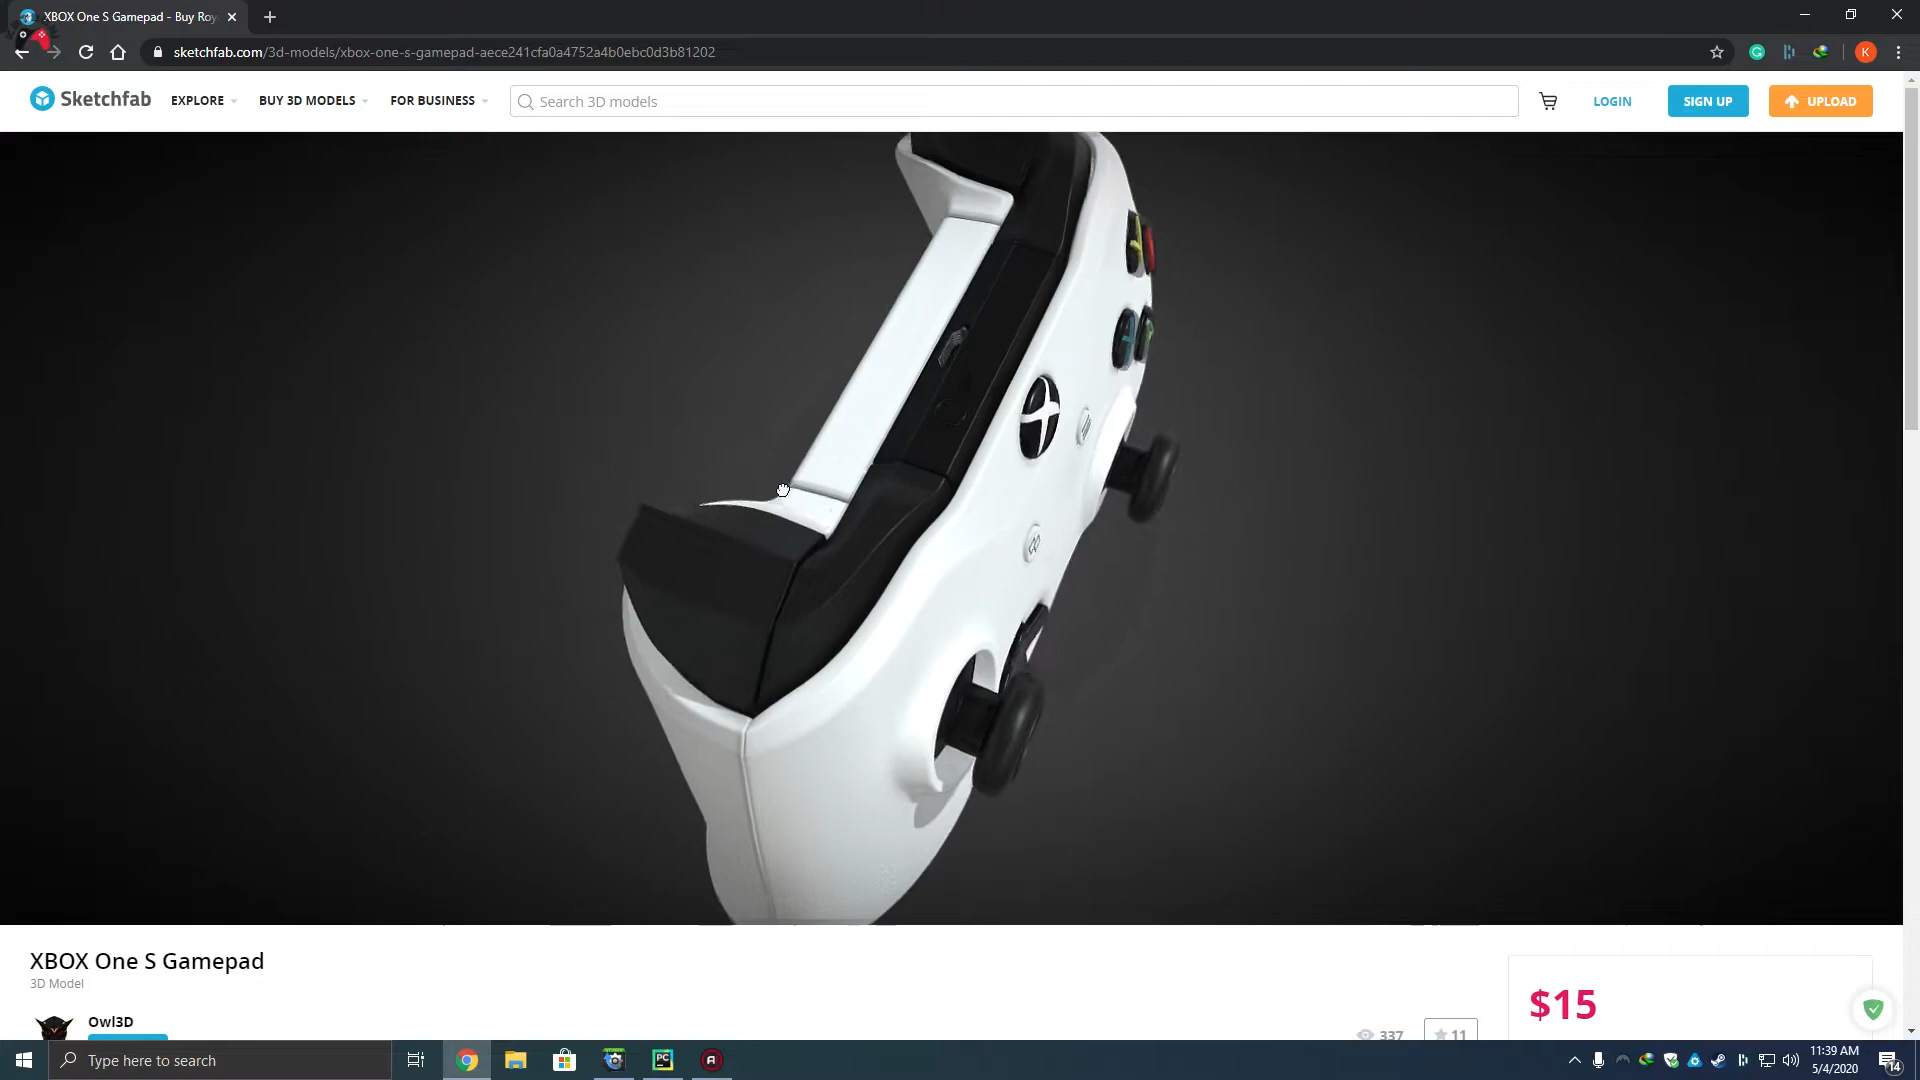 XBOX One S Gamepad - Buy Roy
sketchfab.com/3d-models/xbox-one-s-gamepad-aece241cfa0a4752a4b0ebc0d3b81202
K
Sketchfab
EXPLORE
BUY 3D MODELS
FOR BUSINESS
Search 3D models
LOGIN
SIGN UP
UPLOAD
XBOX One S Gamepad
3D Model
$15
Owl3D
337
11
Type here to search
PC
11:39 AM
5/4/2020
14